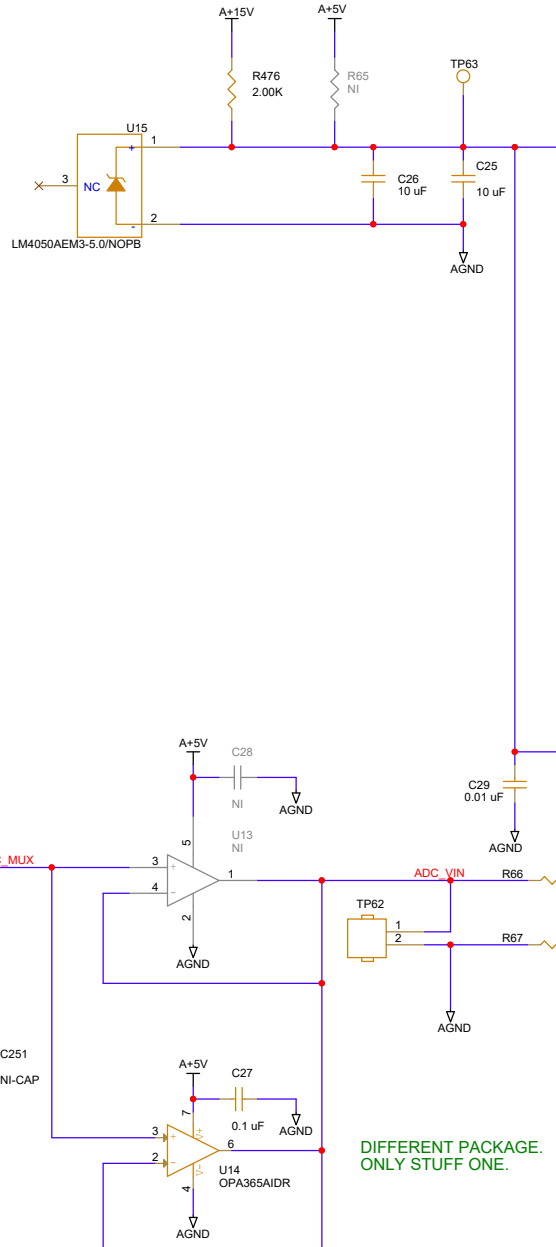 A+15V
A+5V
R476
2.00K
R65
NI
TP63
U15
1
+
3
NC
2
-
LM4050AEM3-5.0/NOPB
C26
10 uF
C25
10 uF
AGND
A+5V
C28
NI
AGND
U13
NI
5
3
+
4
-
1
2
AGND
C29
0.01 uF
AGND
_MUX
ADC_VIN
R66
TP62
1
2
R67
AGND
C251
NI-CAP
A+5V
C27
0.1 uF
AGND
7
V+
3
+
2
-
6
V-
4
U14
OPA365AIDR
AGND
DIFFERENT PACKAGE.
ONLY STUFF ONE.